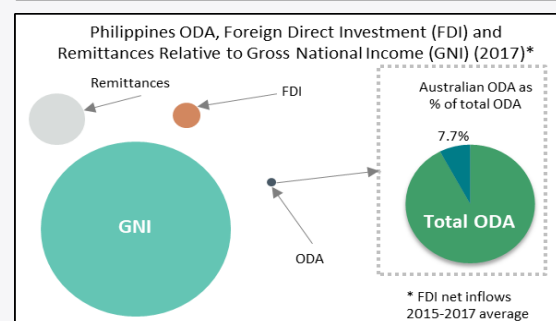 Philippines ODA, Foreign Direct Investment (FDI) and
Remittances Relative to Gross National Income (GNI) (2017)*
Remittances
FDI
GNI
ODA
Australian ODA as
% of total ODA
7.7%
Total ODA
* FDI net inflows
2015-2017 average